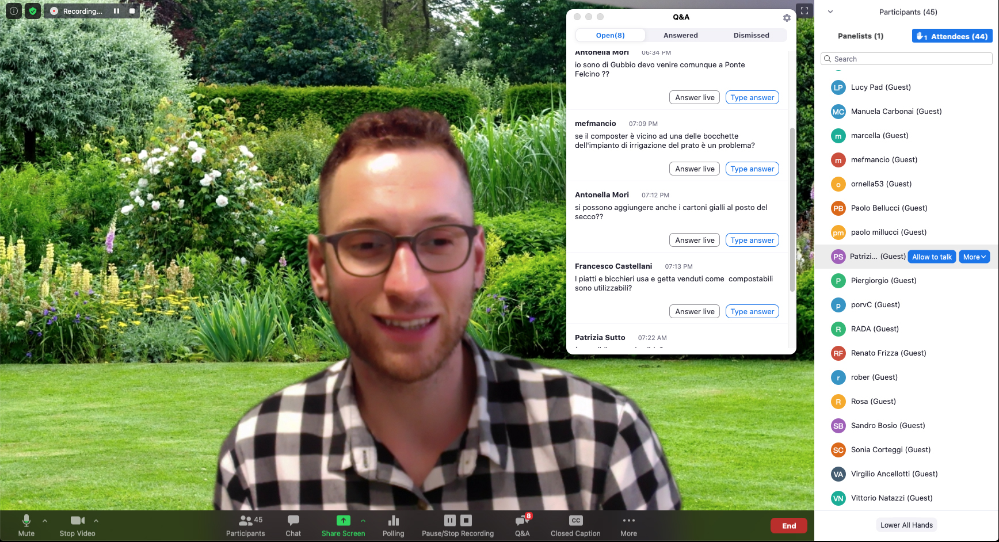 Recording...
Q&A
Open(8)
Answered
Dismissed
Antonella Mori 06:34 PM
io sono di Gubbio devo venire comunque a Ponte
Felcino ??
Answer live
Type answer
mefmancio 07:09 PM
se il composter è vicino ad una delle bocchette
dell'impianto di irrigazione del prato è un problema?
Answer live
Type answer
Antonella Mori 07:12 PM
si possono aggiungere anche i cartoni gialli al posto del
secco??
Answer live
Type answer
Francesco Castellani 07:13 PM
I piatti e bicchieri usa e getta venduti come  compostabili
sono utilizzabili?
Answer live
Type answer
Patrizia Sutto 07:22 AM
Participants (45)
Panelists (1)
1 Attendees (44)
Search
LP Lucy Pad (Guest)
MC Manuela Carbonai (Guest)
m marcella (Guest)
m mefmancio (Guest)
o ornella53 (Guest)
PB Paolo Bellucci (Guest)
pm paolo millucci (Guest)
PS Patrizi... (Guest) Allow to talk More
P Piergiorgio (Guest)
p porvC (Guest)
R RADA (Guest)
RF Renato Frizza (Guest)
r rober (Guest)
R Rosa (Guest)
SB Sandro Bosio (Guest)
SC Sonia Corteggi (Guest)
VA Virgilio Ancellotti (Guest)
VN Vittorio Natazzi (Guest)
Lower All Hands
Mute
Stop Video
45
Participants
Chat
Share Screen
Polling
Pause/Stop Recording
8
Q&A
CC
Closed Caption
More
End